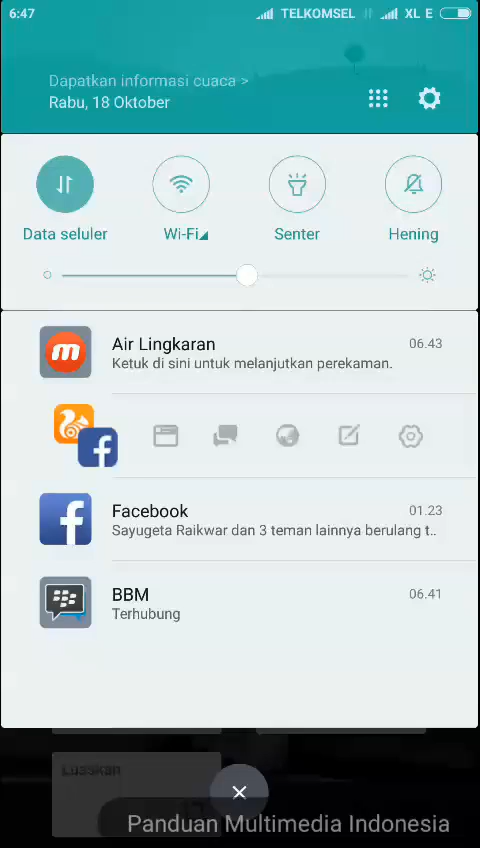 6:47
TELKOMSEL
XL E
Dapatkan informasi cuaca >
Rabu, 18 Oktober
Data seluler
Wi-Fi
Senter
Hening
Air Lingkaran
06.43
Ketuk di sini untuk melanjutkan perekaman.
Facebook
01.23
Sayugeta Raikwar dan 3 teman lainnya berulang t..
BBM
06.41
Terhubung
Luaskan
Panduan Multimedia Indonesia